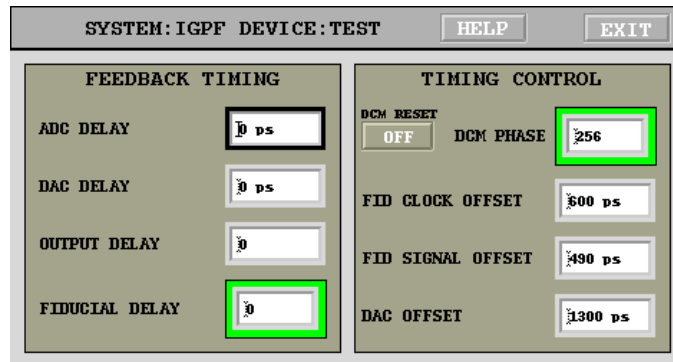 SYSTEM:IGPF DEVICE:TEST HELP EXIT
FEEDBACK TIMING
ADC DELAY 0 ps
DAC DELAY 0 ps
OUTPUT DELAY 0
FIDUCIAL DELAY 0
TIMING CONTROL
DCM RESET
OFF DCM PHASE 256
FID CLOCK OFFSET 600 ps
FID SIGNAL OFFSET 490 ps
DAC OFFSET 1300 ps